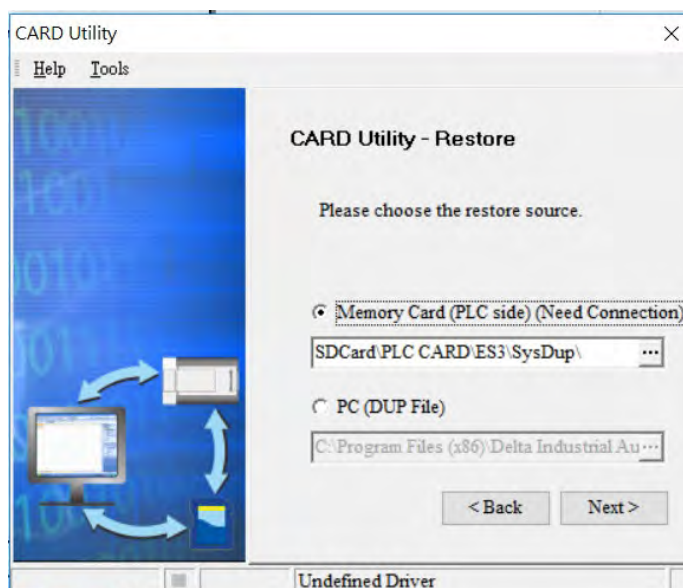 CARD Utility
Help Tools
CARD Utility - Restore
Please choose the restore source.
Memory Card (PLC side) (Need Connection)
SDCard\PLC CARD\ES3\SysDup\ ...
PC (DUP File)
C:\Program Files (x86)\Delta Industrial Au ...
< Back Next >
Undefined Driver